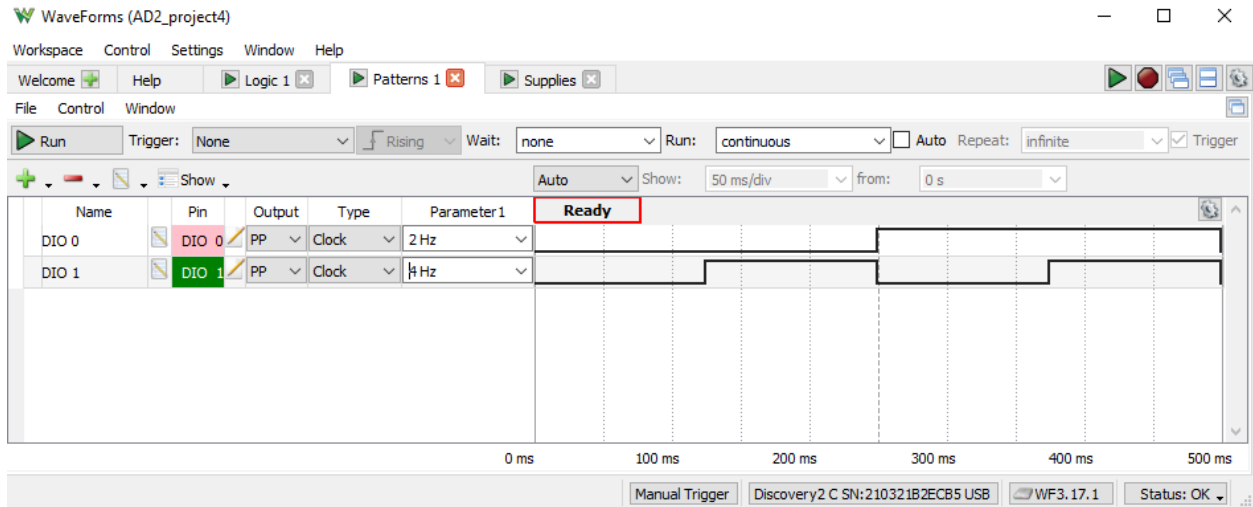 WaveForms (AD2_project4)
Workspace Control Settings Window Help
Welcome Help Logic 1 Patterns 1 Supplies
File Control Window
Run Trigger: None Rising Wait: none Run: continuous Auto Repeat: infinite Trigger
Show Auto Show: 50 ms/div from: 0 s
Name Pin Output Type Parameter1 Ready
DIO 0 DIO 0 PP Clock 2 Hz
DIO 1 DIO 1 PP Clock 4 Hz
0 ms 100 ms 200 ms 300 ms 400 ms 500 ms
Manual Trigger Discovery2 C SN:210321B2ECB5 USB WF3.17.1 Status: OK